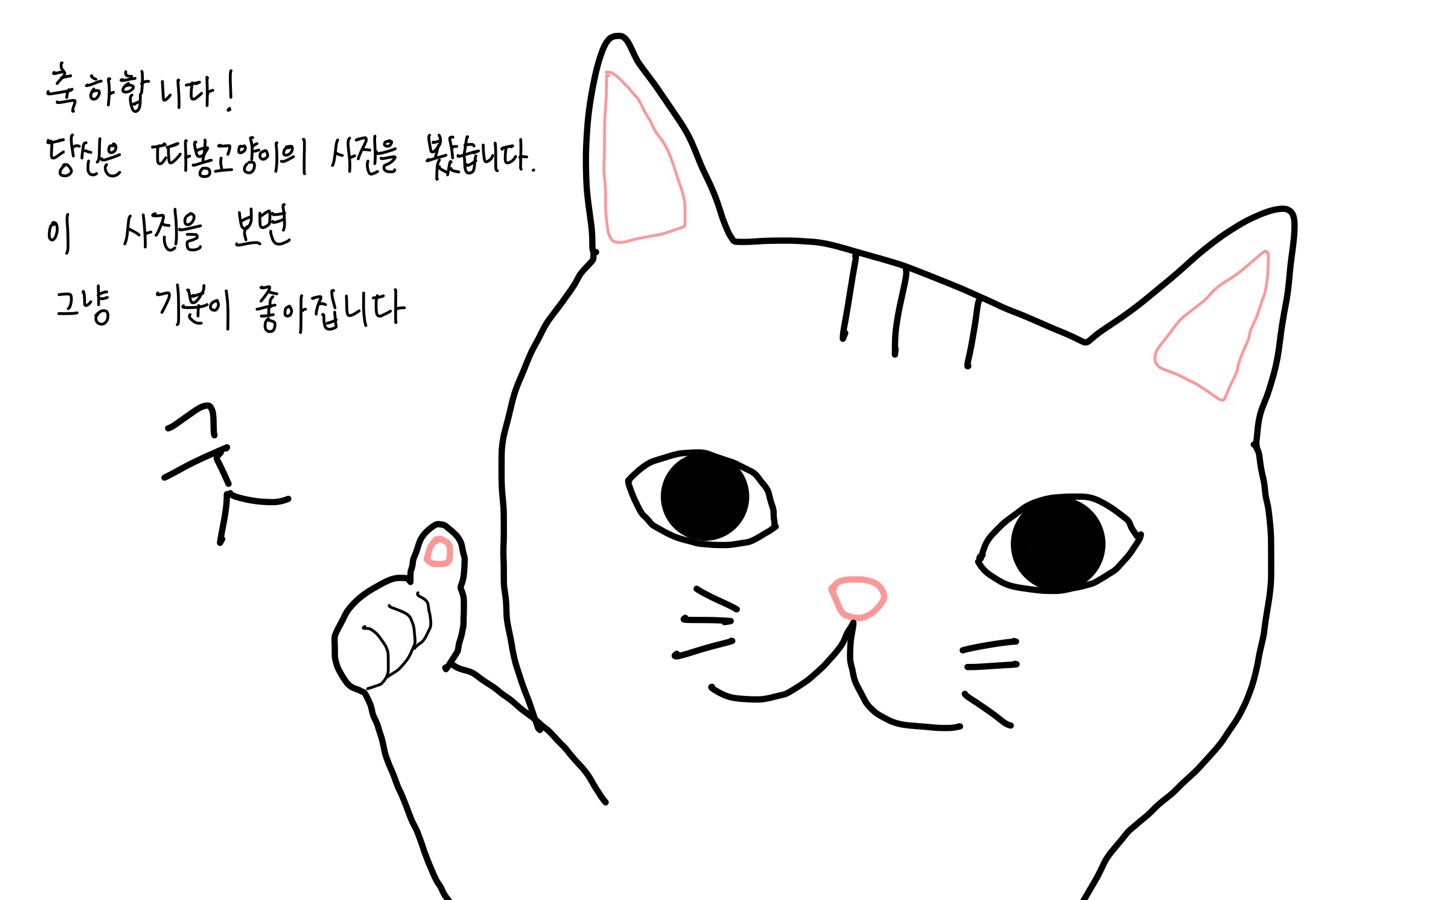 축하합니다!
당신은 따봉고양이의 사진을 봤습니다.
이 사진을 보면
그냥 기분이 좋아집니다
굿